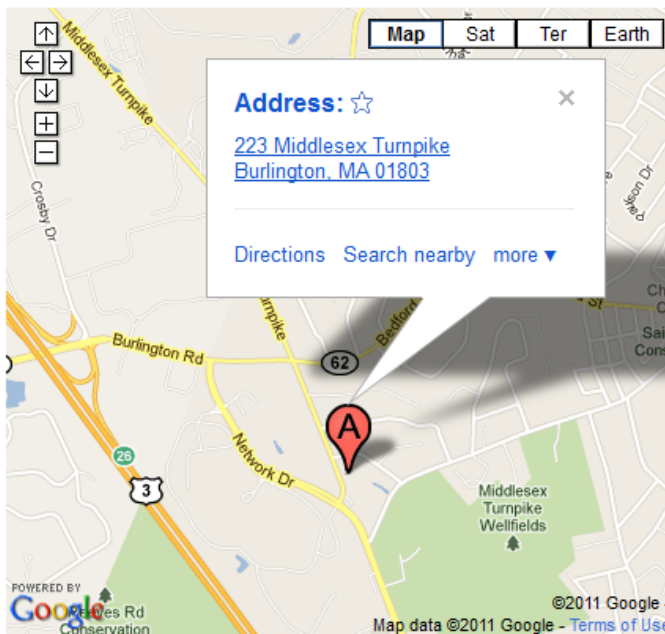 Map
Sat
Ter
Earth
Middlesex Turnpike
Address:
223 Middlesex Turnpike
Burlington, MA 01803
Directions Search nearby more
Crosby Dr
Burlington Rd
62
Bedford
St
Network Dr
26
3
A
Middlesex
Turnpike
Wellfields
POWERED BY
Google
Reeves Rd
Conservation
©2011 Google -
Map data ©2011 Google - Terms of Use